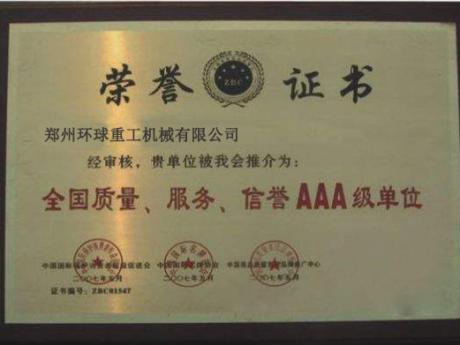 荣誉证书
ZBC
郑州环球重工机械有限公司
经审核，贵单位被我会推介为：
全国质量、服务、信誉AAA级单位
二〇〇七年五月
二〇〇七年五月
二〇〇七年五月
证书编号：ZBC01547